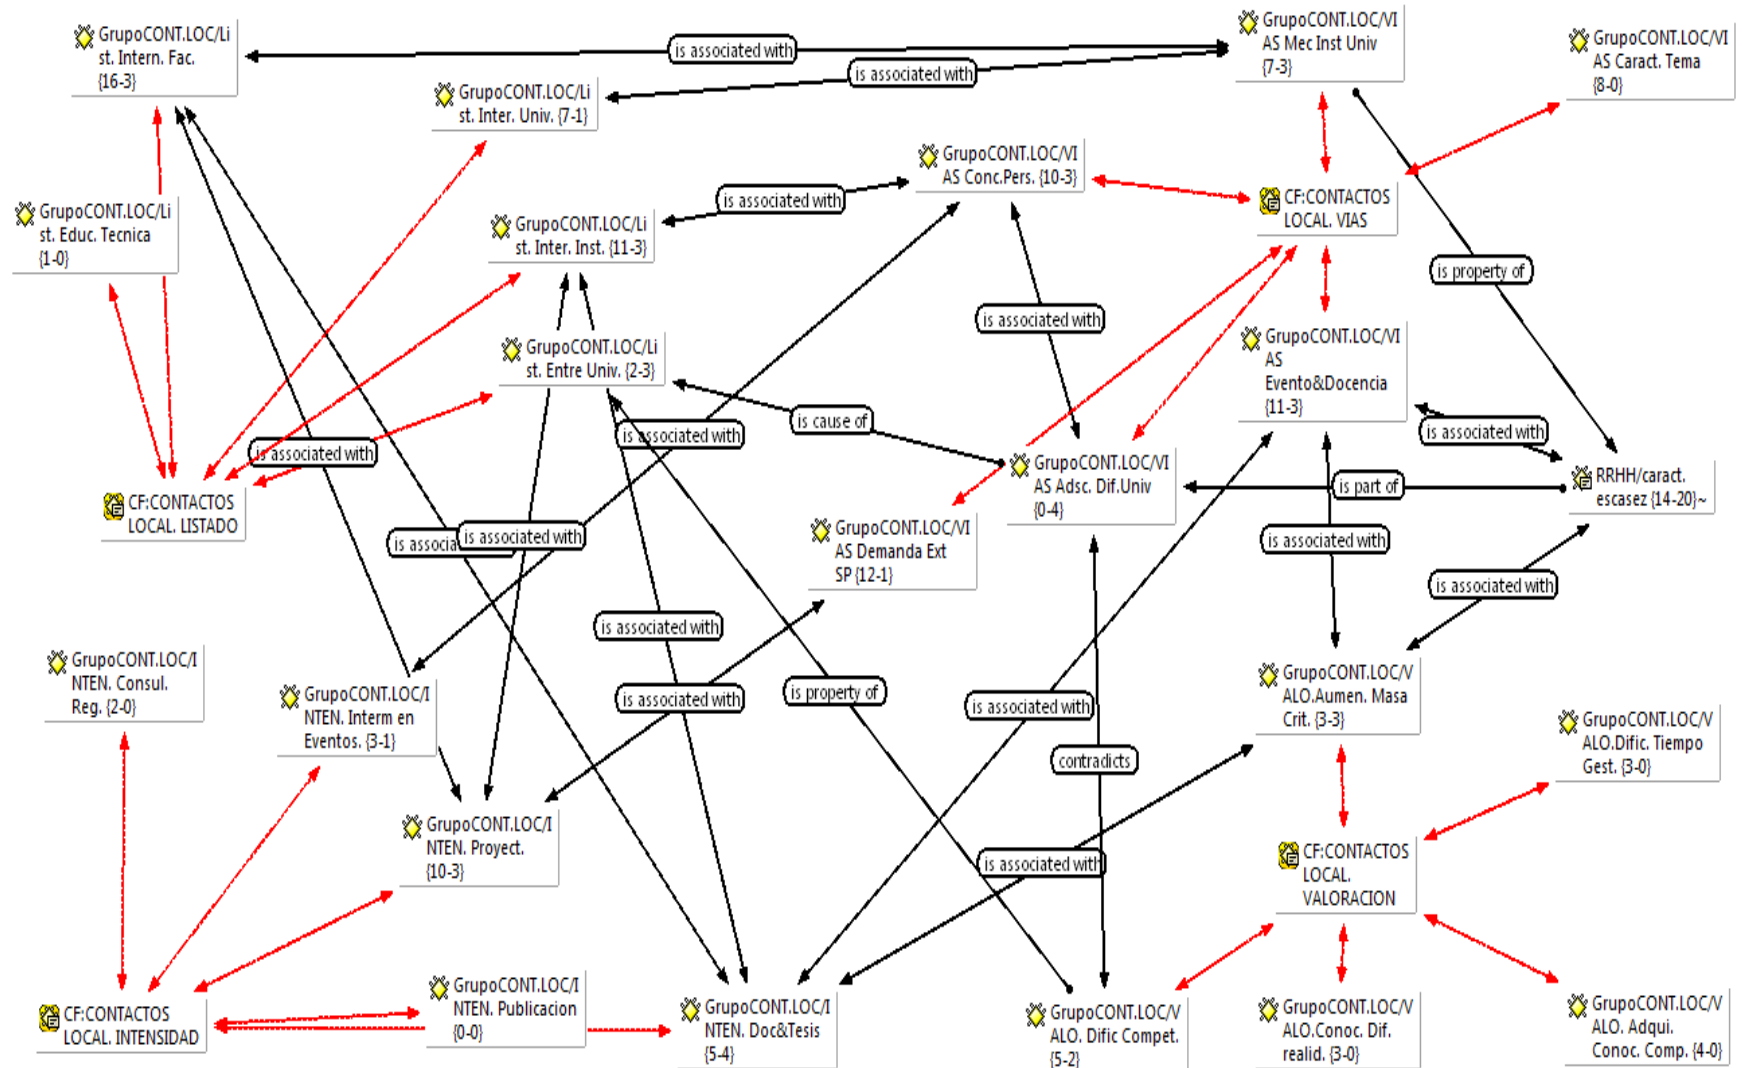 GrupoCONT.LOC/Li
st. Intern. Fac.
{16-3}
is associated with
GrupoCONT.LOC/VI
AS Mec Inst Univ
{7-3}
GrupoCONT.LOC/VI
AS Caract. Tema
{8-0}
is associated with
GrupoCONT.LOC/Li
st. Inter. Univ. {7-1}
GrupoCONT.LOC/VI
AS Conc.Pers. {10-3}
is associated with
CF:CONTACTOS
LOCAL. VIAS
GrupoCONT.LOC/Li
st. Educ. Tecnica
{1-0}
GrupoCONT.LOC/Li
st. Inter. Inst. {11-3}
is property of
is associated with
GrupoCONT.LOC/Li
st. Entre Univ. {2-3}
GrupoCONT.LOC/VI
AS
Evento&Docencia
{11-3}
is cause of
is associated with
is associated with
is associated with
CF:CONTACTOS
LOCAL. LISTADO
GrupoCONT.LOC/VI
AS Adsc. Dif.Univ
{0-4}
is part of
RRHH/caract.
escasez {14-20}~
is associa
is associated with
GrupoCONT.LOC/VI
AS Demanda Ext
SP {12-1}
is associated with
is associated with
is associated with
GrupoCONT.LOC/I
NTEN. Consul.
Reg. {2-0}
GrupoCONT.LOC/I
NTEN. Interm en
Eventos. {3-1}
is associated with
is property of
is associated with
GrupoCONT.LOC/V
ALO.Aumen. Masa
Crit. {3-3}
GrupoCONT.LOC/V
ALO.Dific. Tiempo
Gest. {3-0}
contradicts
GrupoCONT.LOC/I
NTEN. Proyect.
{10-3}
is associated with
CF:CONTACTOS
LOCAL.
VALORACION
CF:CONTACTOS
LOCAL. INTENSIDAD
GrupoCONT.LOC/I
NTEN. Publicacion
{0-0}
GrupoCONT.LOC/I
NTEN. Doc&Tesis
{5-4}
GrupoCONT.LOC/V
ALO. Dific Compet.
{5-2}
GrupoCONT.LOC/V
ALO.Conoc. Dif.
realid. {3-0}
GrupoCONT.LOC/V
ALO. Adqui.
Conoc. Comp. {4-0}